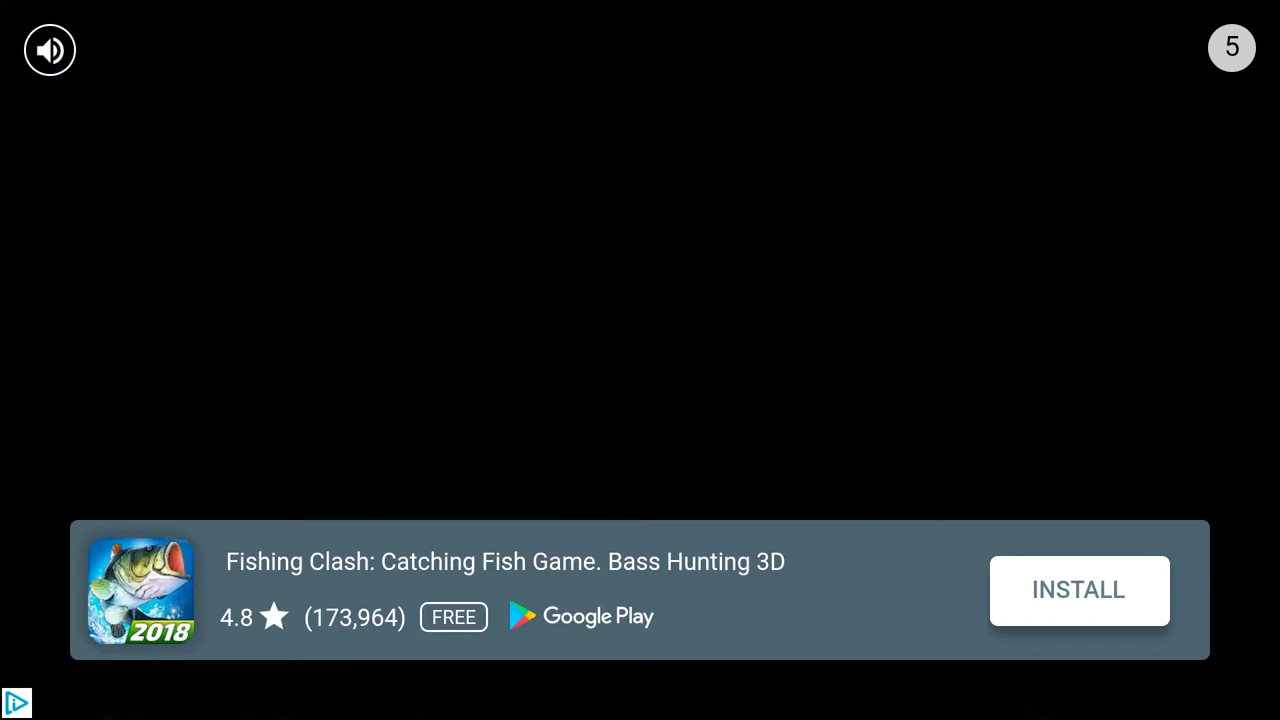 5
Fishing Clash: Catching Fish Game. Bass Hunting 3D
INSTALL
4.8 (173,964) FREE Google Play
2018